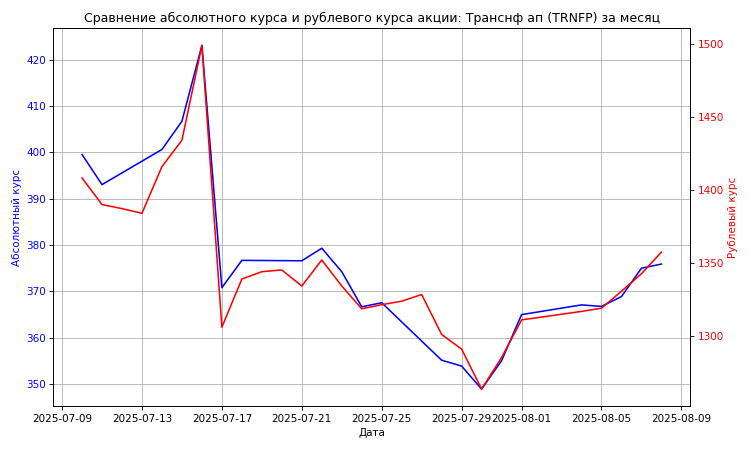 Сравнение абсолютного курса и рублевого курса акции: Транснф ап (TRNFP) за месяц
Абсолютный курс
420
410
400
390
380
370
360
350
1500
1450
1400
1350
1300
Рублевый курс
2025-07-09 2025-07-13 2025-07-17 2025-07-21 2025-07-25 2025-07-29 2025-08-01 2025-08-05 2025-08-09
Дата